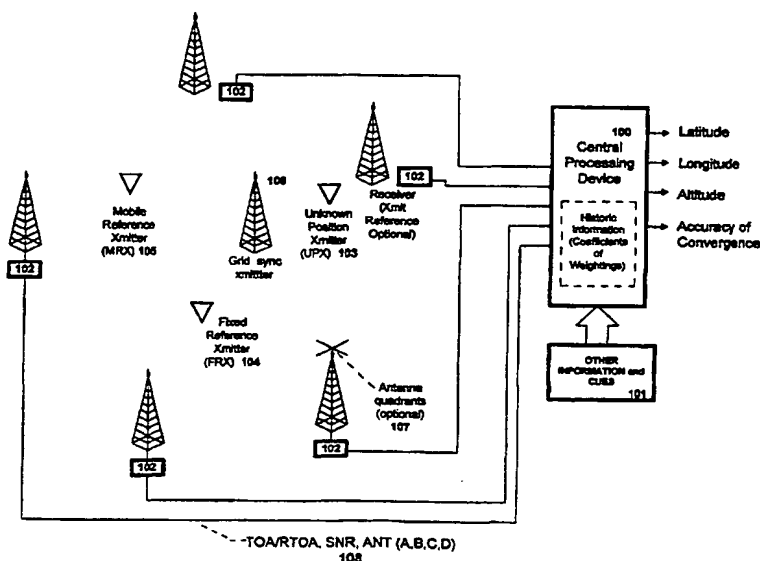 102
100
Central
Processing
Device
Historic
Information
(Coefficients
of
Weightings)
Latitude
Longitude
Altitude
Accuracy of
Convergence
102
Receiver
(Xmit
Reference
Optional)
106
Grid sync
xmitter
Unknown
Position
Xmitter
(UPX) 103
Mobile
Reference
Xmitter
(MRX) 105
102
Fixed
Reference
Xmitter
(FRX) 104
OTHER
INFORMATION and
CUES
101
Antenna
quadrants
(optional)
107
102
102
TOA/RTOA, SNR, ANT (A,B,C,D)
108